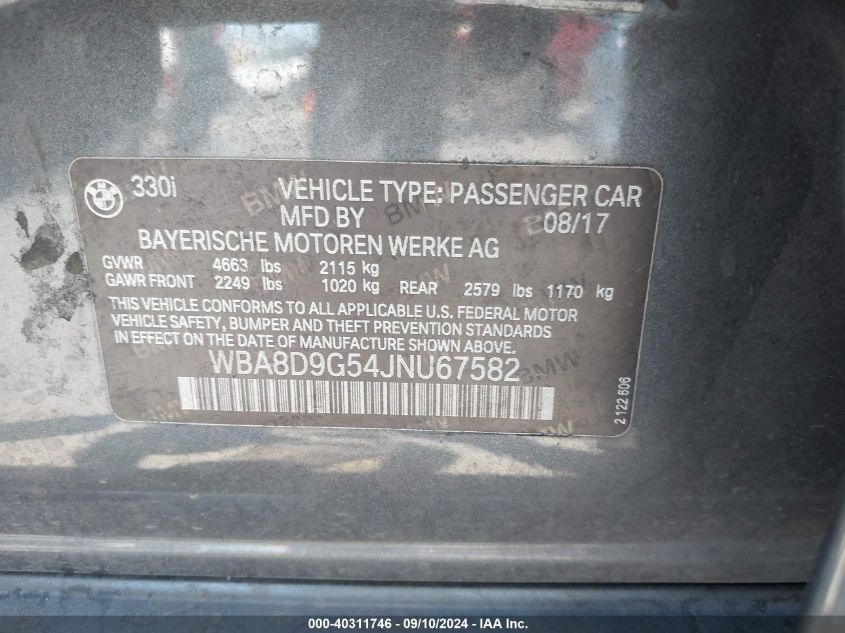 BMW 330i VEHICLE TYPE: PASSENGER CAR
MFD BY 08/17
BAYERISCHE MOTOREN WERKE AG
GVWR 4663 lbs 2115 kg
GAWR FRONT 2249 lbs 1020 kg REAR 2579 lbs 1170 kg
THIS VEHICLE CONFORMS TO ALL APPLICABLE U.S. FEDERAL MOTOR
VEHICLE SAFETY, BUMPER AND THEFT PREVENTION STANDARDS
IN EFFECT ON THE DATE OF MANUFACTURE SHOWN ABOVE.
WBA8D9G54JNU67582
2 122 606
000-40311746 - 09/10/2024 - © IAA, Inc.